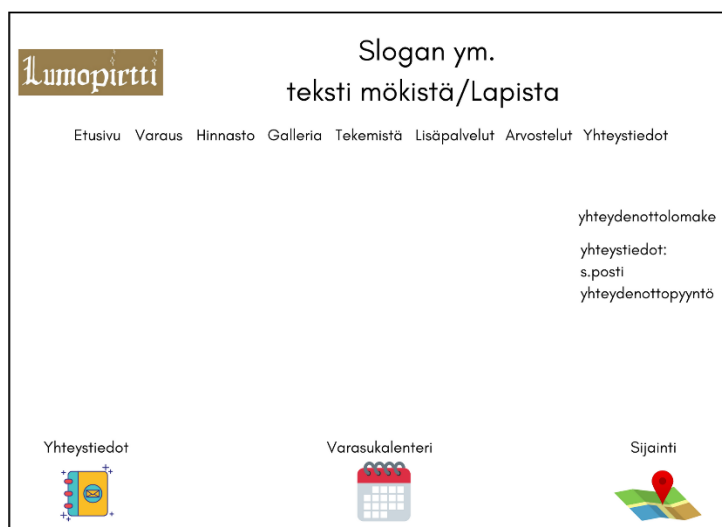 Lumopirtti
Slogan ym.
teksti mökistä/Lapista
Etusivu Varaus Hinnasto Galleria Tekemistä Lisäpalvelut Arvostelut Yhteystiedot
yhteydenottolomake
yhteystiedot:
s.posti
yhteydenottopyyntö
Yhteystiedot
Varasukalenteri
Sijainti